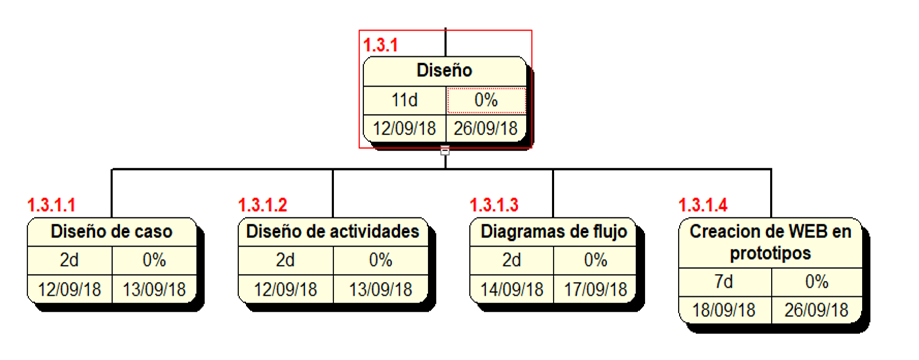 1.3.1
Diseño
11d 0%
12/09/18 26/09/18
1.3.1.1
Diseño de caso
2d 0%
12/09/18 13/09/18
1.3.1.2
Diseño de actividades
2d 0%
12/09/18 13/09/18
1.3.1.3
Diagramas de flujo
2d 0%
14/09/18 17/09/18
1.3.1.4
Creacion de WEB en
prototipos
7d 0%
18/09/18 26/09/18